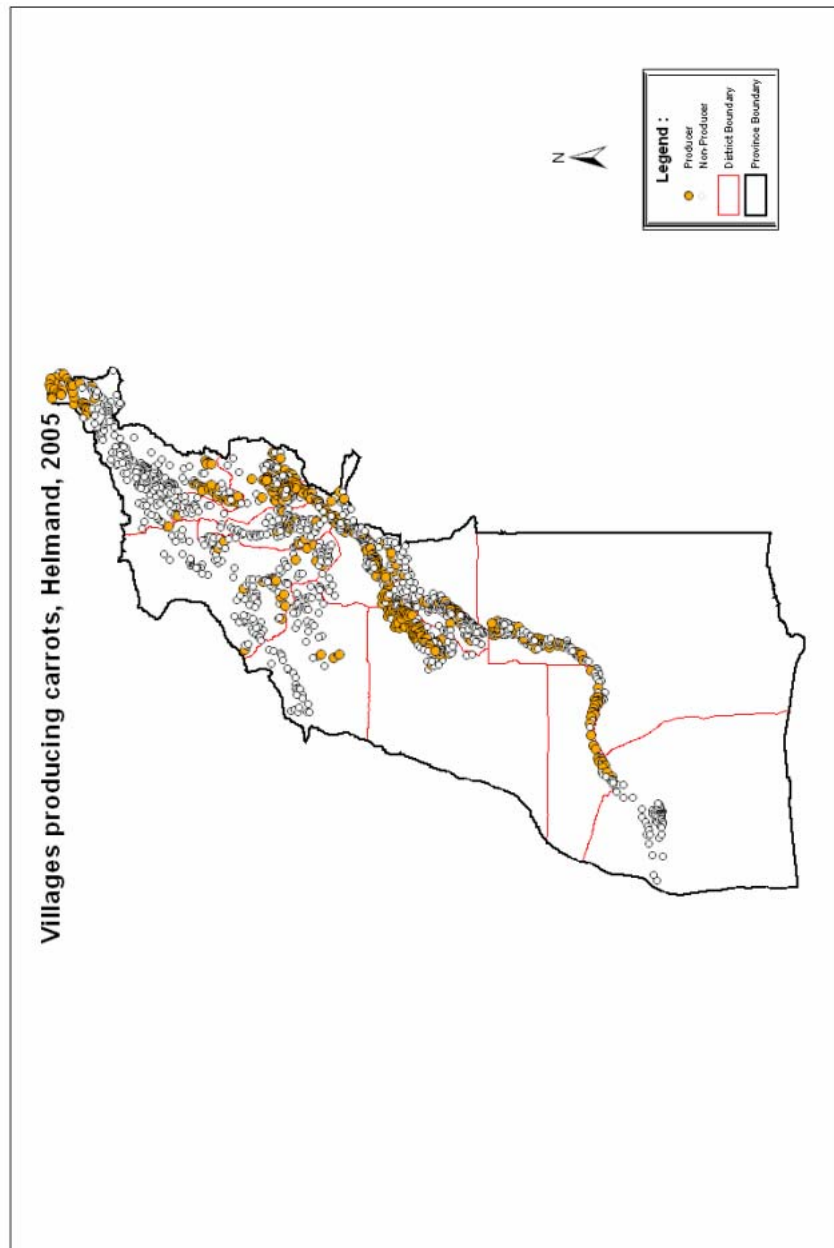 Villages producing carrots, Helmand, 2005
N
Legend :
Producer
Non-Producer
District Boundary
Province Boundary